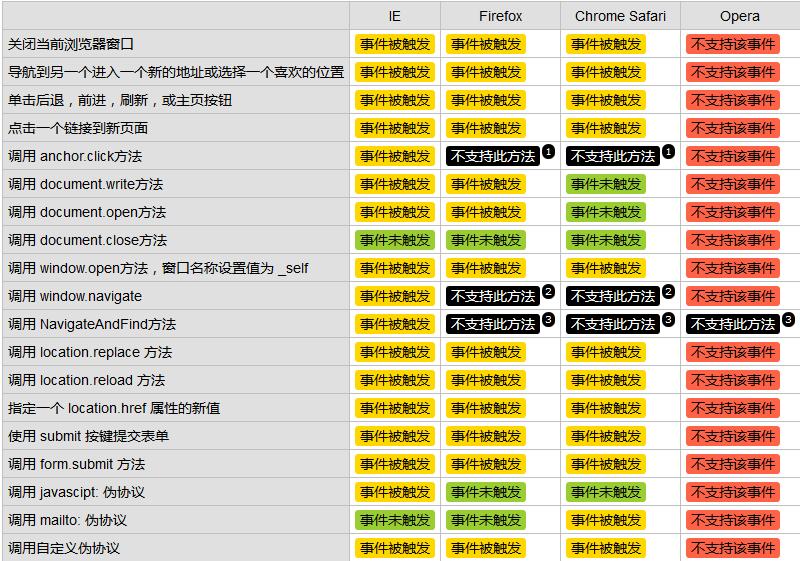 IE Firefox Chrome Safari Opera
关闭当前浏览器窗口 事件被触发 事件被触发 事件被触发 不支持该事件
导航到另一个进入一个新的地址或选择一个喜欢的位置 事件被触发 事件被触发 事件被触发 不支持该事件
单击后退，前进，刷新，或主页按钮 事件被触发 事件被触发 事件被触发 不支持该事件
点击一个链接到新页面 事件被触发 事件被触发 事件被触发 不支持该事件
调用 anchor.click方法 事件被触发 不支持此方法 1 不支持此方法 1 不支持该事件
调用 document.write方法 事件被触发 事件被触发 事件未触发 不支持该事件
调用 document.open方法 事件被触发 事件被触发 事件未触发 不支持该事件
调用 document.close方法 事件未触发 事件未触发 事件未触发 不支持该事件
调用 window.open方法，窗口名称设置值为 _self 事件被触发 事件被触发 事件被触发 不支持该事件
调用 window.navigate 事件被触发 不支持此方法 2 不支持此方法 2 不支持该事件
调用 NavigateAndFind方法 事件被触发 不支持此方法 3 不支持此方法 3 不支持此方法 3
调用 location.replace 方法 事件被触发 事件被触发 事件被触发 不支持该事件
调用 location.reload 方法 事件被触发 事件被触发 事件被触发 不支持该事件
指定一个 location.href 属性的新值 事件被触发 事件被触发 事件被触发 不支持该事件
使用 submit 按键提交表单 事件被触发 事件被触发 事件被触发 不支持该事件
调用 form.submit 方法 事件被触发 事件被触发 事件被触发 不支持该事件
调用 javascipt: 伪协议 事件被触发 事件未触发 事件未触发 不支持该事件
调用 mailto: 伪协议 事件未触发 事件未触发 事件被触发 不支持该事件
调用自定义伪协议 事件被触发 事件被触发 事件被触发 不支持该事件